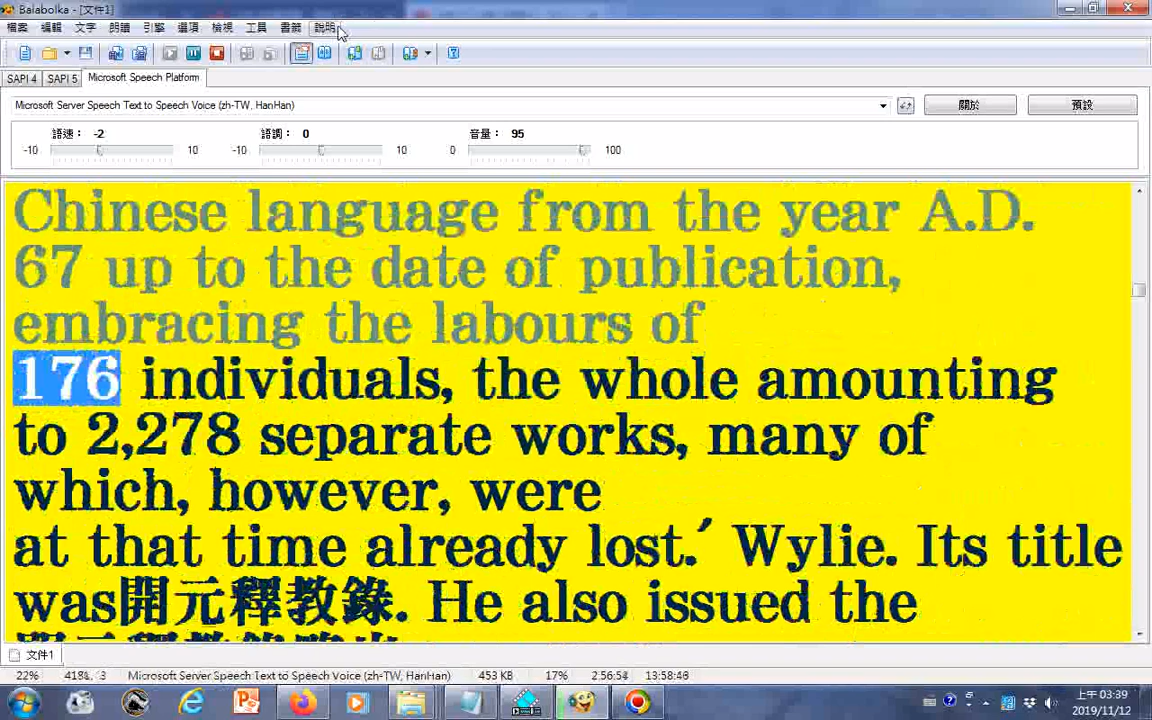 Balabolka - [文件1]
檔案 編輯 文字 朗讀 引擎 選項 檢視 工具 書籤 說明
SAPI 4 SAPI 5 Microsoft Speech Platform
Microsoft Server Speech Text to Speech Voice (zh-TW, HanHan) 關於 預設
語速： -2 語調： 0 音量： 95
-10 10 -10 10 0 100
Chinese language from the year A.D.
67 up to the date of publication,
embracing the labours of
176 individuals, the whole amounting
to 2,278 separate works, many of
which, however, were
at that time already lost.′ Wylie. Its title
was開元釋教錄. He also issued the
文件1
22% Microsoft Server Speech Text to Speech Voice (zh-TW, HanHan) 453 KB 17% 2:56:54 13:58:46
上午 03:39
2019/11/12